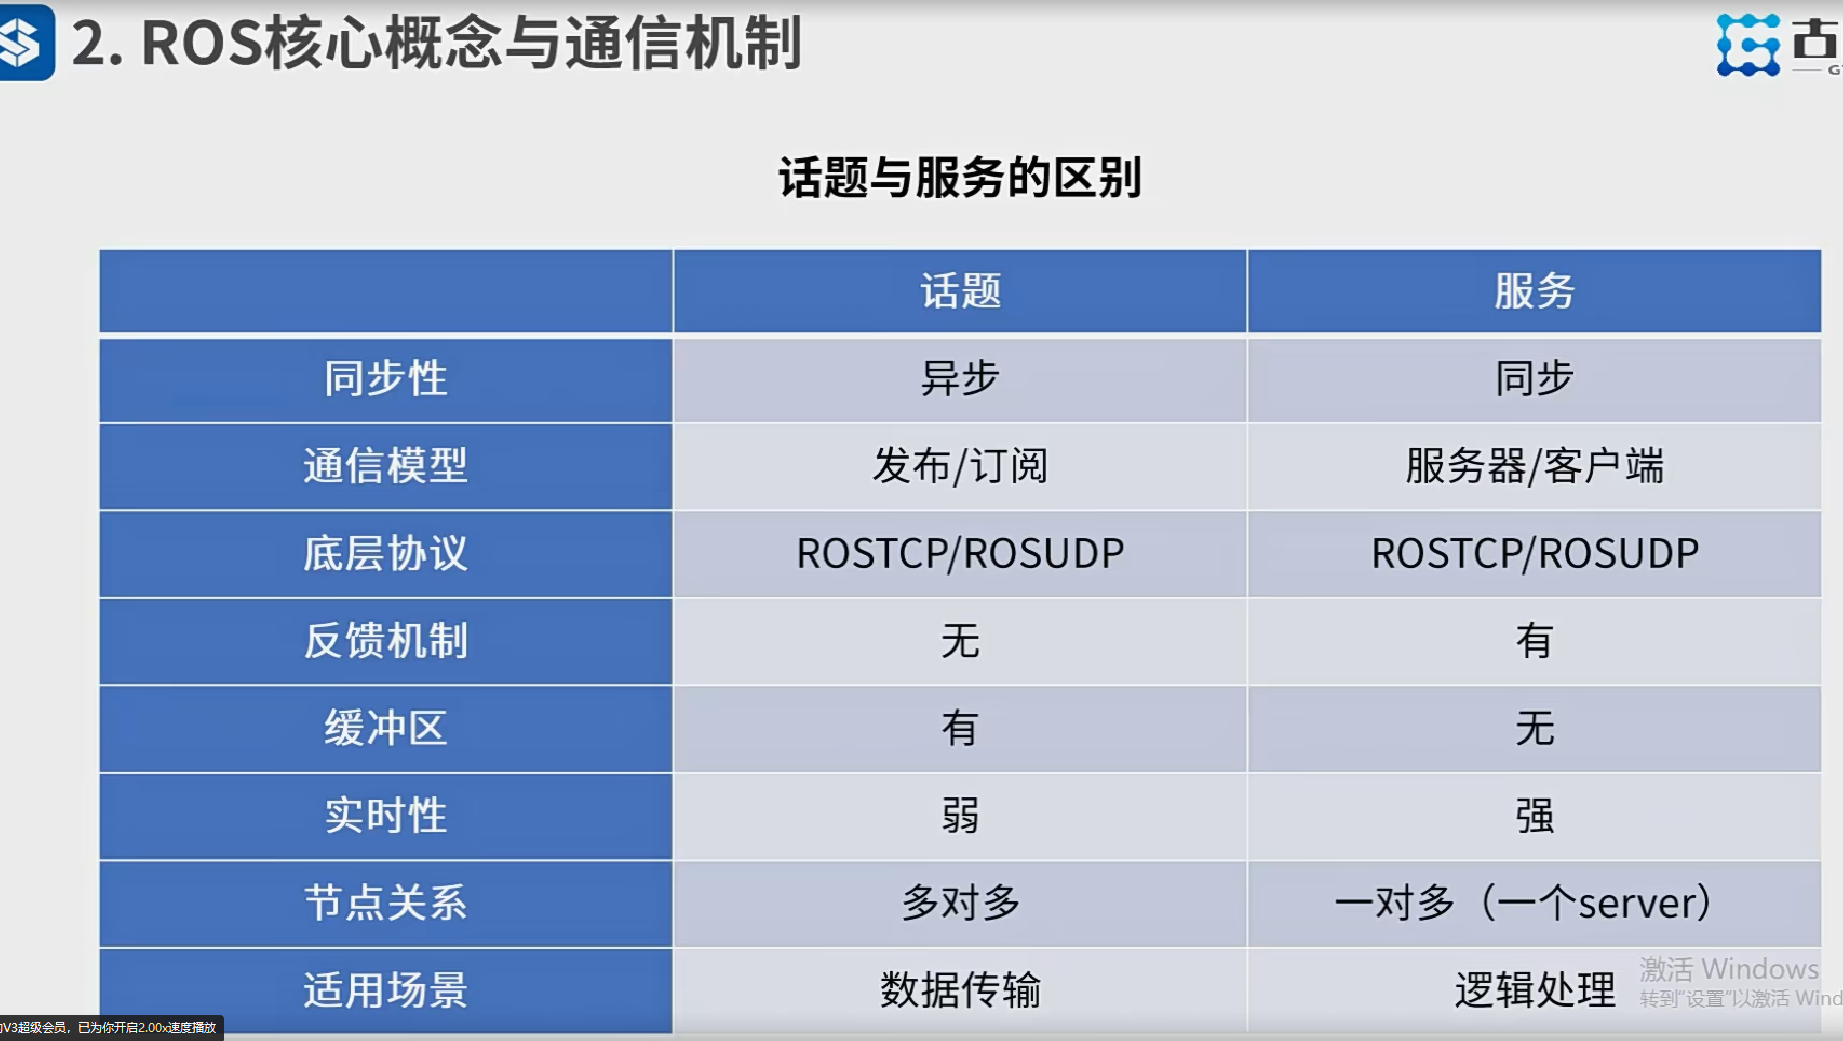 2. ROS核心概念与通信机制
古
话题与服务的区别
话题 服务
同步性 异步 同步
通信模型 发布/订阅 服务器/客户端
底层协议 ROSTCP/ROSUDP ROSTCP/ROSUDP
反馈机制 无 有
缓冲区 有 无
实时性 弱 强
节点关系 多对多 一对多（一个server）
适用场景 数据传输 逻辑处理
激活 Windows
转到"设置"以激活 Wind
V3超级会员，已为你开启2.00x速度播放